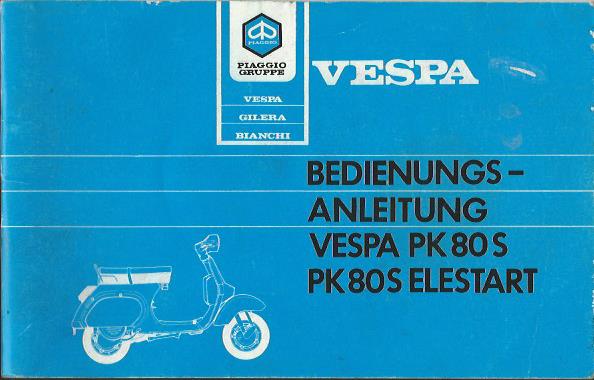 PIAGGIO
PIAGGIO
GRUPPE
VESPA
GILERA
BIANCHI
VESPA
BEDIENUNGS-
ANLEITUNG
VESPA PK 80 S
PK 80 S ELESTART